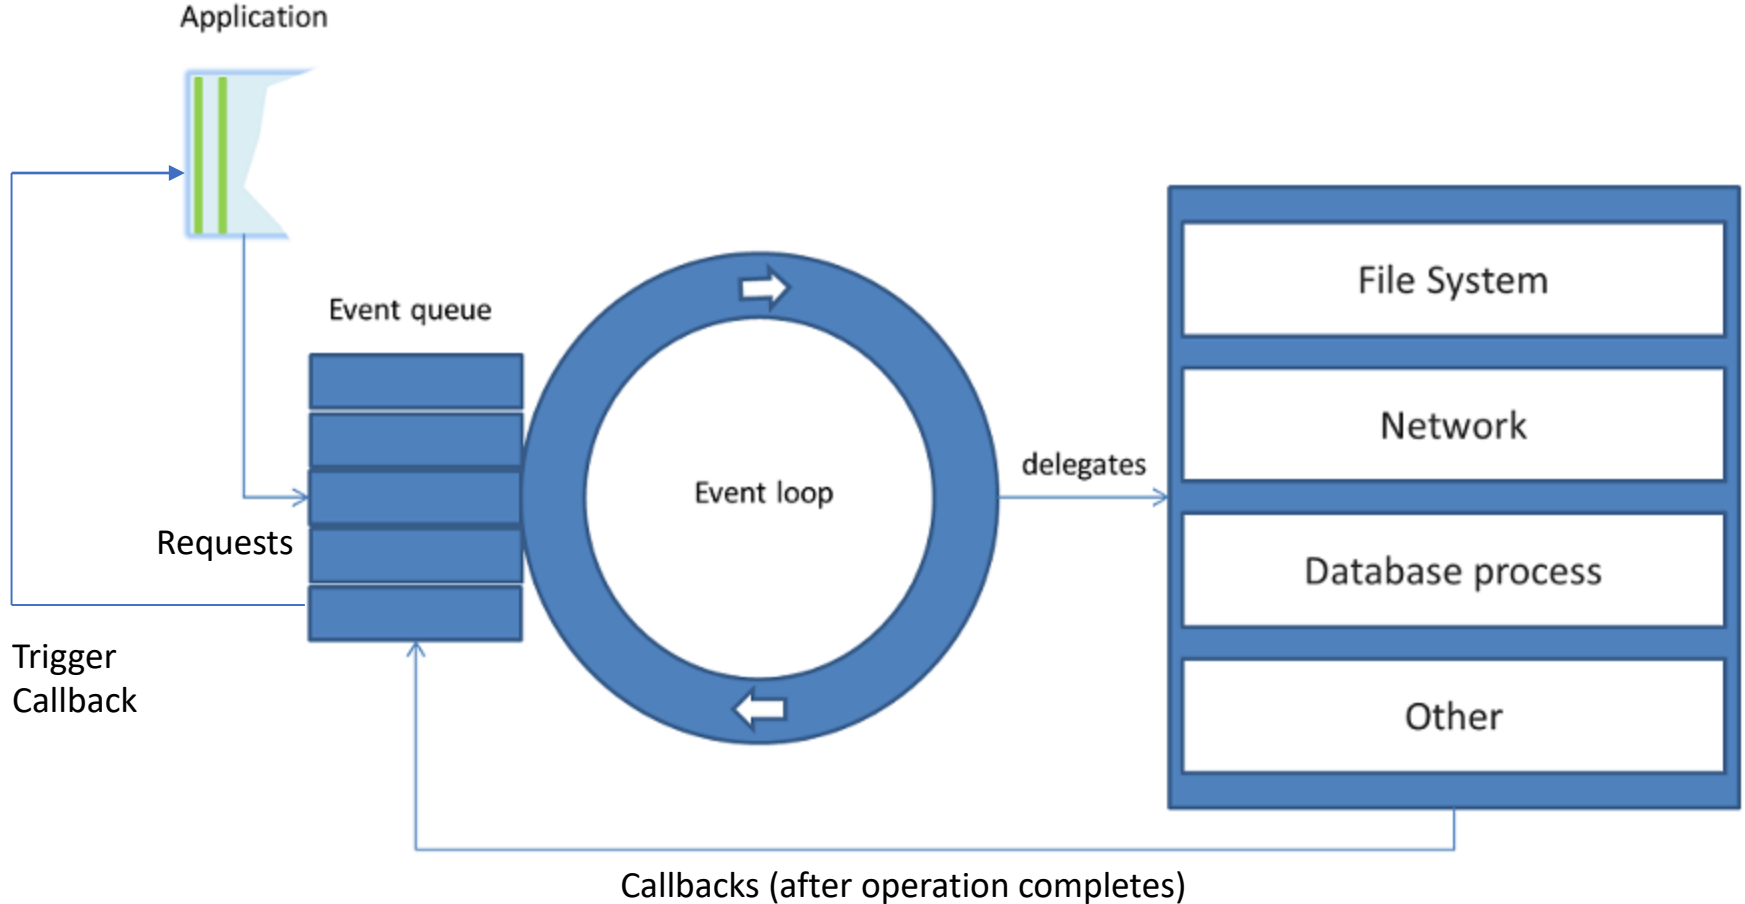 Application
Event queue
Event loop
Requests
Trigger
Callback
delegates
File System
Network
Database process
Other
Callbacks (after operation completes)